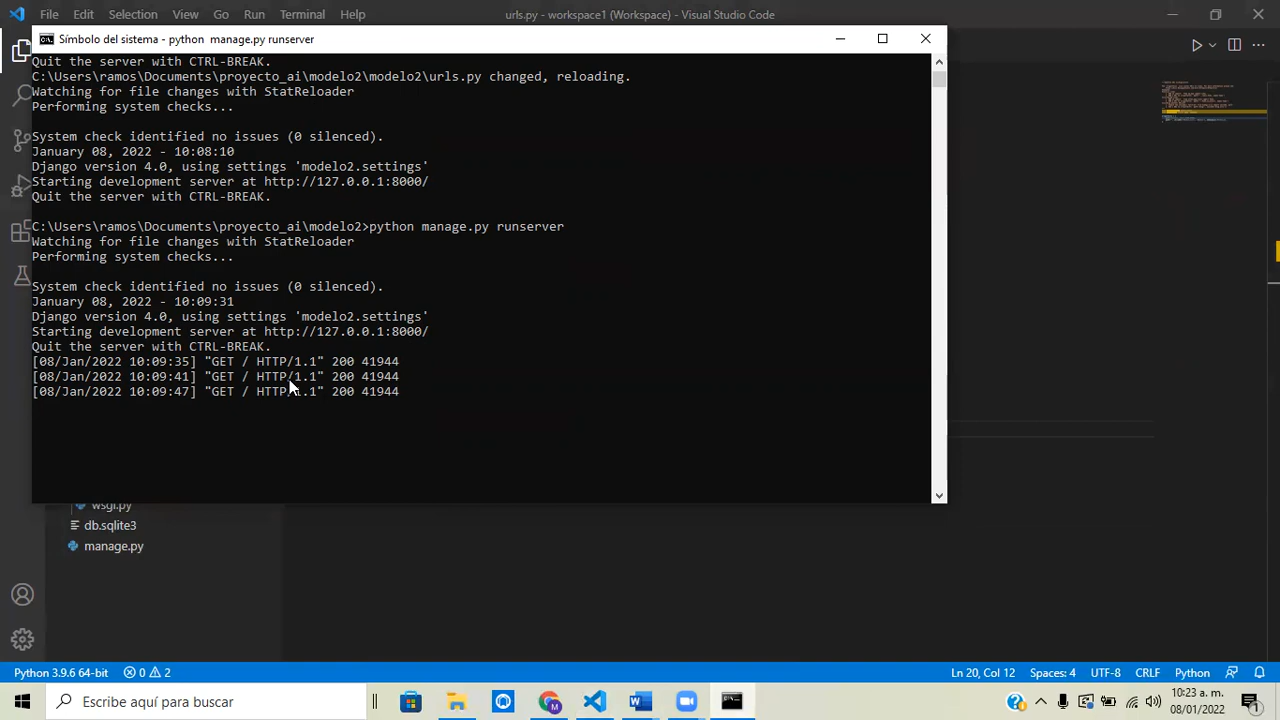 File Edit Selection View Go Run Terminal Help urls.py - workspace1 (Workspace) - Visual Studio Code
Símbolo del sistema - python manage.py runserver
Quit the server with CTRL-BREAK.
C:\Users\ramos\Documents\proyecto_ai\modelo2\modelo2\urls.py changed, reloading.
Watching for file changes with StatReloader
Performing system checks...
System check identified no issues (0 silenced).
January 08, 2022 - 10:08:10
Django version 4.0, using settings 'modelo2.settings'
Starting development server at http://127.0.0.1:8000/
Quit the server with CTRL-BREAK.
C:\Users\ramos\Documents\proyecto_ai\modelo2>python manage.py runserver
Watching for file changes with StatReloader
Performing system checks...
System check identified no issues (0 silenced).
January 08, 2022 - 10:09:31
Django version 4.0, using settings 'modelo2.settings'
Starting development server at http://127.0.0.1:8000/
Quit the server with CTRL-BREAK.
[08/Jan/2022 10:09:35] "GET / HTTP/1.1" 200 41944
[08/Jan/2022 10:09:41] "GET / HTTP/1.1" 200 41944
[08/Jan/2022 10:09:47] "GET / HTTP/1.1" 200 41944
wsgi.py
db.sqlite3
manage.py
Python 3.9.6 64-bit 0 2 Ln 20, Col 12 Spaces: 4 UTF-8 CRLF Python
Escribe aquí para buscar
10:23 a. m.
08/01/2022